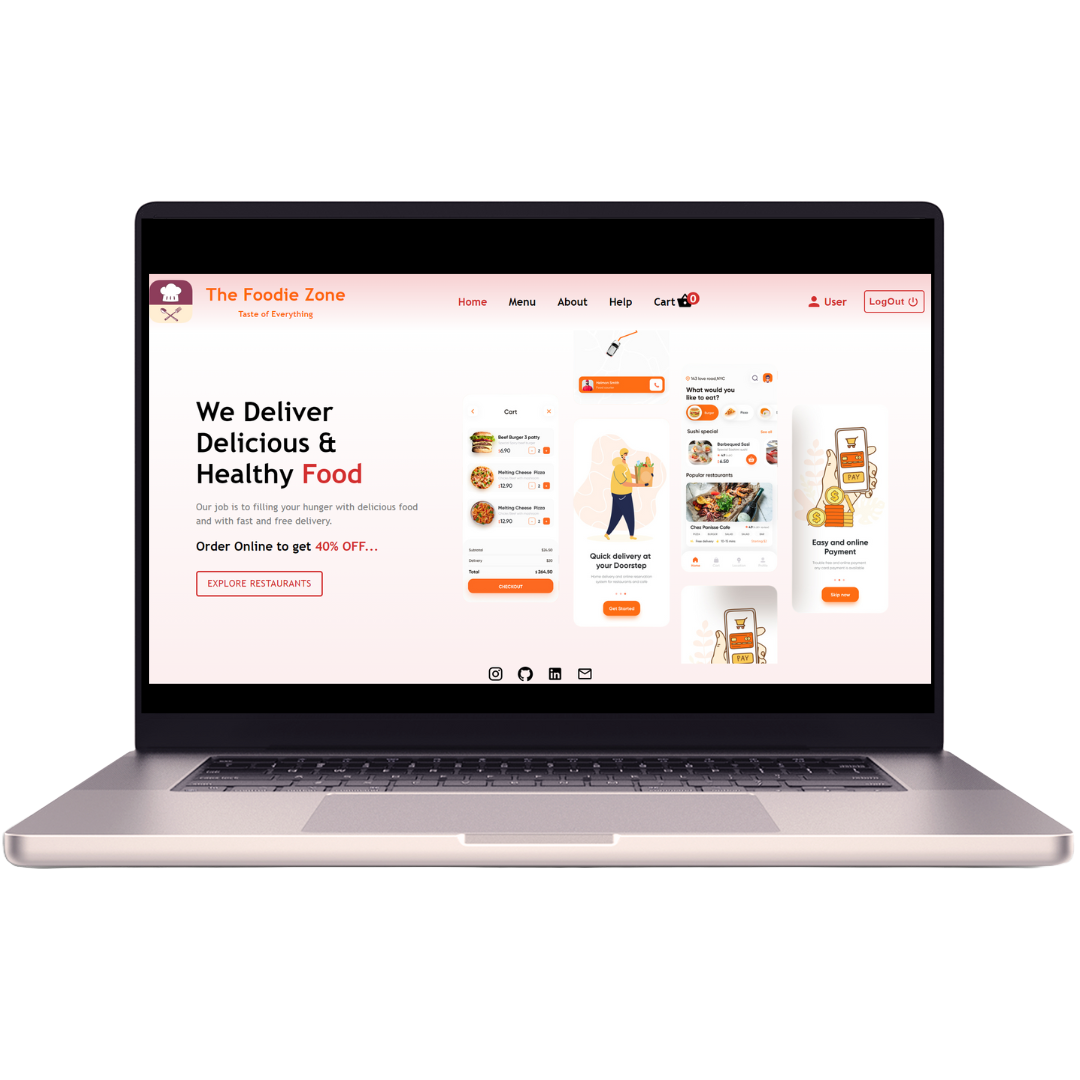 The Foodie Zone
Taste of Everything
Home
Menu
About
Help
Cart
0
User
LogOut
We Deliver
Delicious &
Healthy Food
Our job is to filling your hunger with delicious food
and with fast and free delivery.
Order Online to get 40% OFF...
EXPLORE RESTAURANTS
Cart
Beef Burger 3 patty
Melting Cheese Pizza
12.90
Melting Cheese Pizza
12.90
Subtotal
Delivery
Total
CHECKOUT
Quick delivery at
your Doorstep
Get Started
What would you
like to eat?
Sushi special
See all
Popular restaurants
Chez Panisse Cafe
PAY
Easy and online
Payment
Skip now
PAY